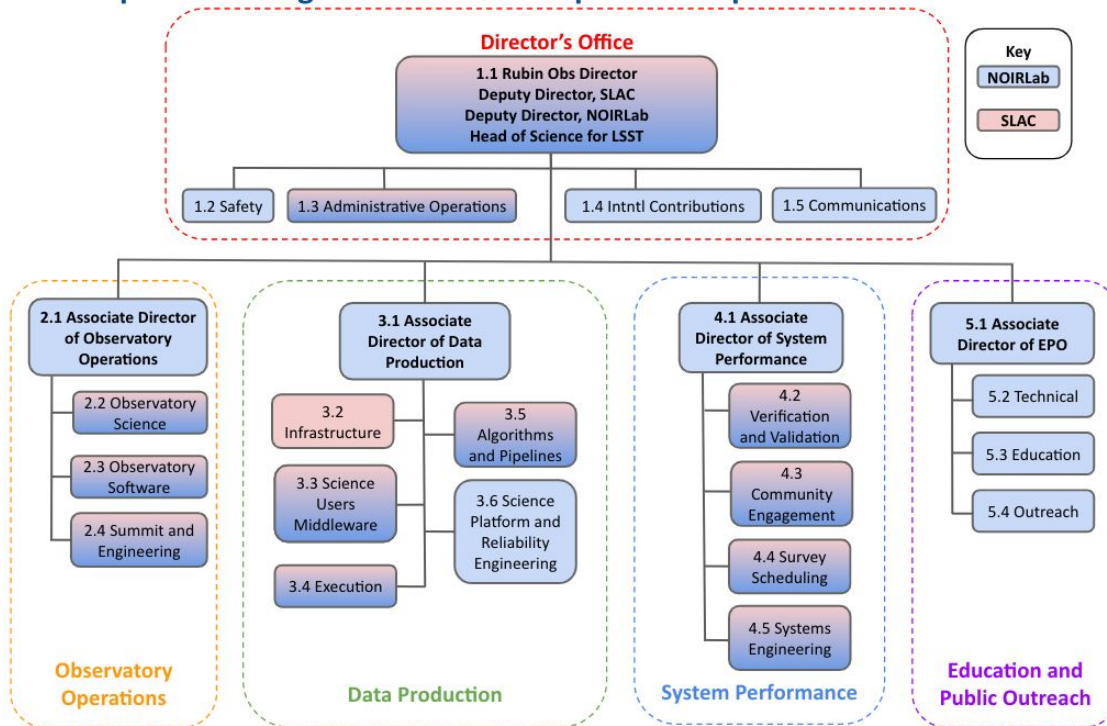 Director's Office
1.1 Rubin Obs Director
Deputy Director, SLAC
Deputy Director, NOIRLab
Head of Science for LSST
Key
NOIRLab
SLAC
1.2 Safety
1.3 Administrative Operations
1.4 Intntl Contributions
1.5 Communications
2.1 Associate Director
of Observatory
Operations
2.2 Observatory
Science
2.3 Observatory
Software
2.4 Summit and
Engineering
Observatory
Operations
3.1 Associate
Director of Data
Production
3.2
Infrastructure
3.3 Science
Users
Middleware
3.4 Execution
3.5
Algorithms
and Pipelines
3.6 Science
Platform and
Reliability
Engineering
Data Production
4.1 Associate
Director of System
Performance
4.2
Verification
and Validation
4.3
Community
Engagement
4.4 Survey
Scheduling
4.5 Systems
Engineering
System Performance
5.1 Associate
Director of EPO
5.2 Technical
5.3 Education
5.4 Outreach
Education and
Public Outreach